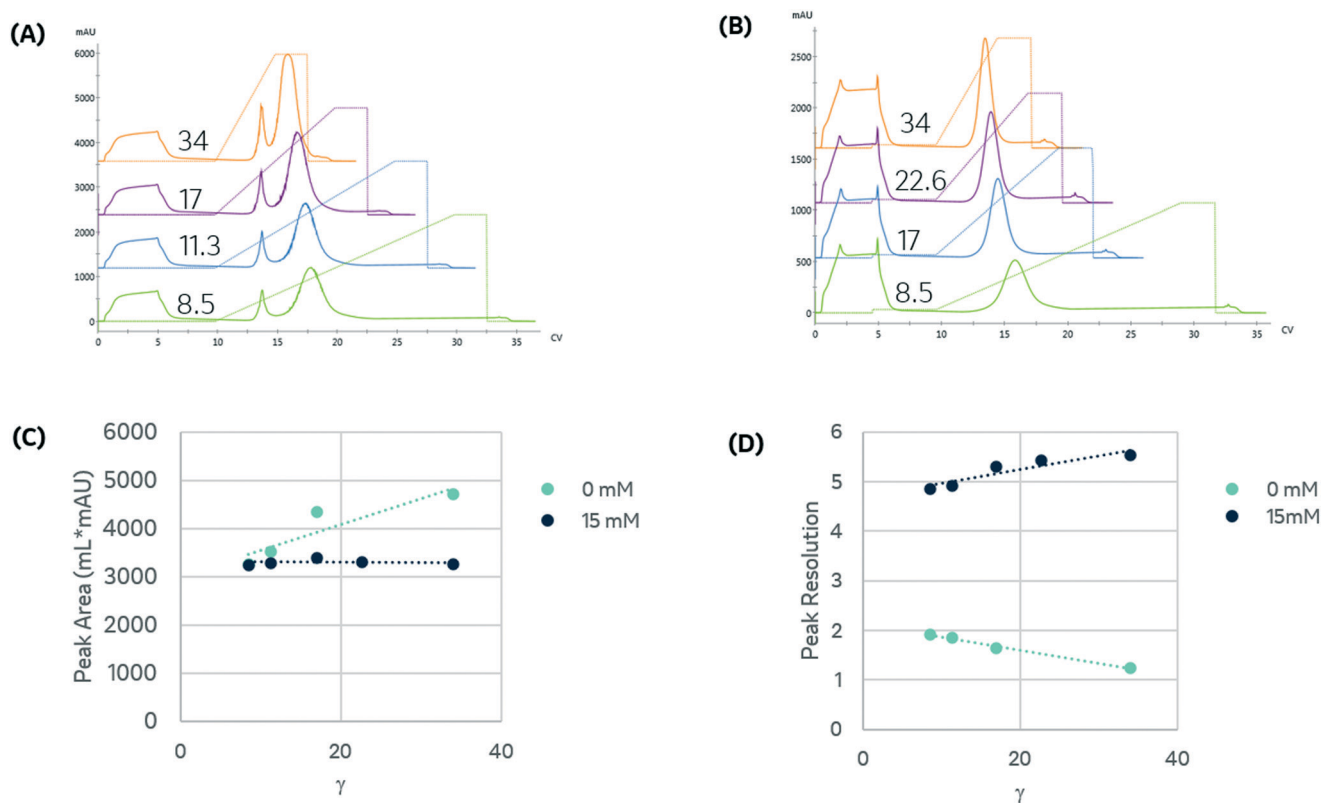 (A)
mAU
6000
5000
4000
3000
2000
1000
0
34
17
11.3
8.5
0 5 10 15 20 25 30 35 CV
(B)
mAU
2500
2000
1500
1000
500
0
34
22.6
17
8.5
0 5 10 15 20 25 30 35 CV
(C)
Peak Area (mL*mAU)
6000
5000
4000
3000
2000
1000
0
0 20 40
γ
0 mM
15 mM
(D)
Peak Resolution
6
5
4
3
2
1
0
0 20 40
γ
0 mM
15mM